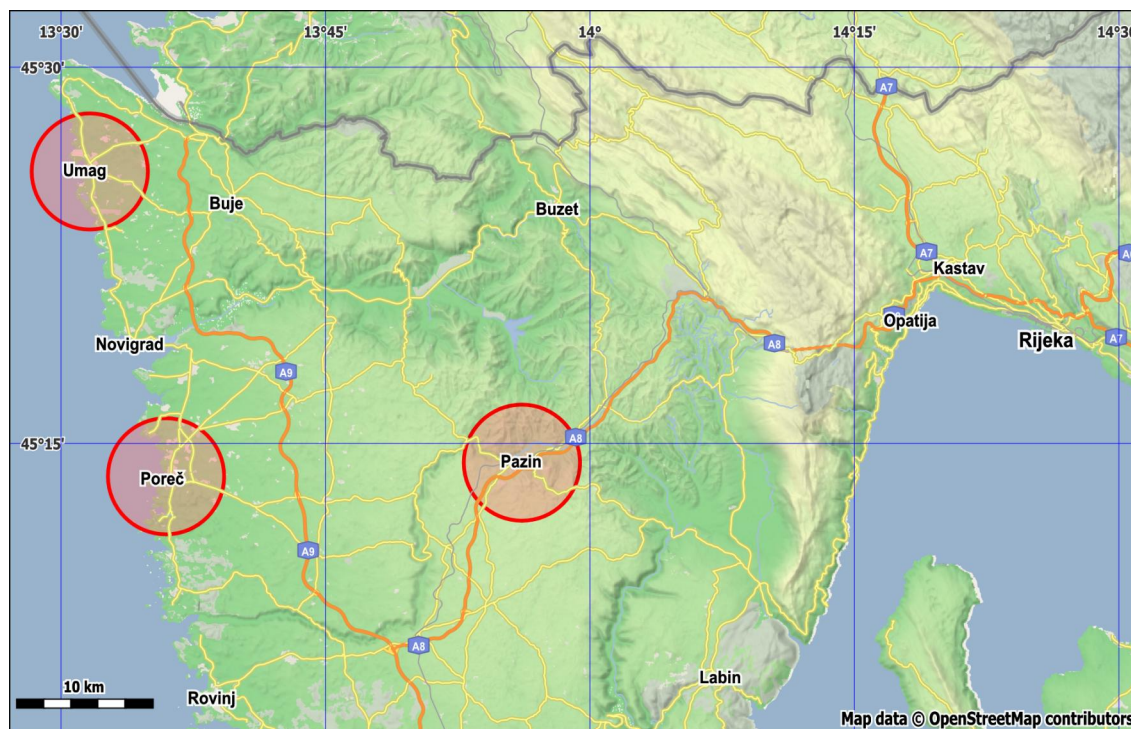 13°30' 13°45' 14° 14°15' 14°30
45°30'
A7
Umag
Buje
Buzet
A7
Kastav
Opatija
Novigrad
Rijeka
A8
A7
A9
45°15'
A8
Pazin
Poreč
A9
A8
Labin
Rovinj
10 km
Map data © OpenStreetMap contributors